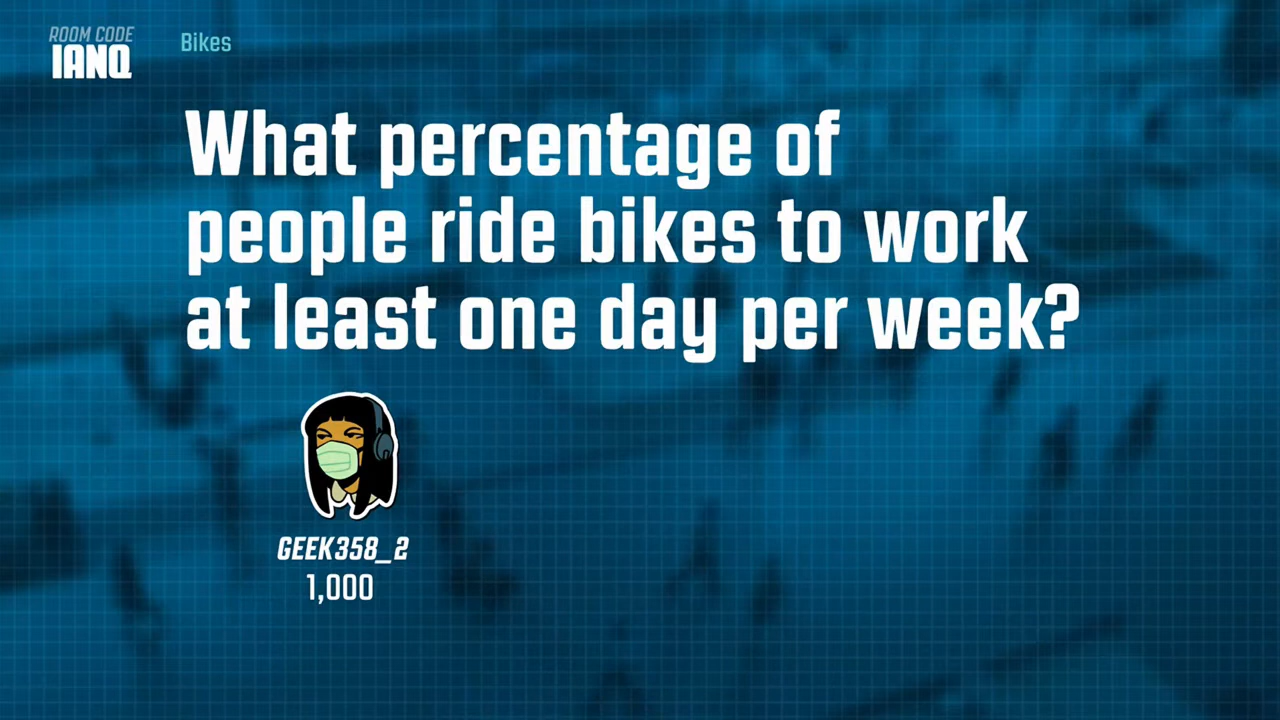 ROOM CODE
IANQ
Bikes
What percentage of
people ride bikes to work
at least one day per week?
GEEK358_2
1,000